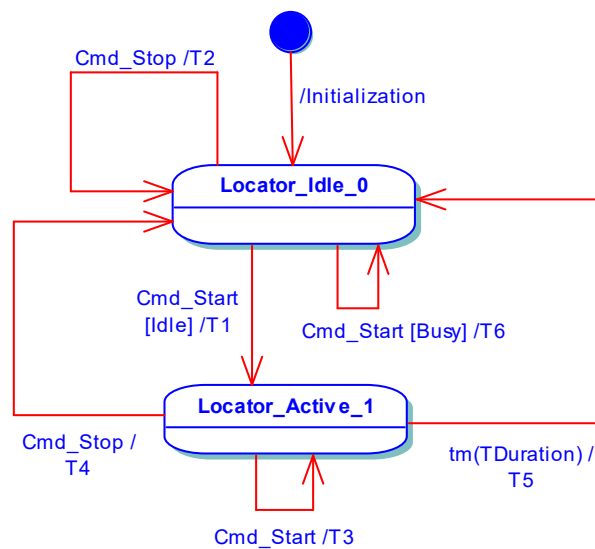 Cmd_Stop /T2
/Initialization
Locator_Idle_0
Cmd_Start
[Idle] /T1
Cmd_Start [Busy] /T6
Locator_Active_1
Cmd_Stop /
T4
tm(TDuration) /
T5
Cmd_Start /T3